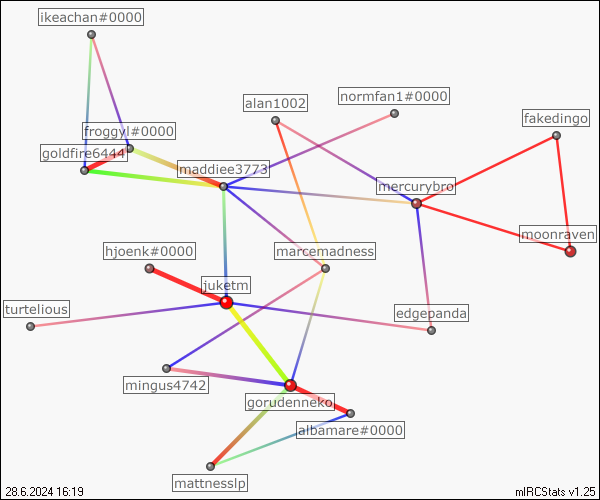 ikeachan#0000
normfan1#0000
alan1002
fakedingo
froggyl#0000
goldfire6444
maddiee3773
mercurybro
moonraven
hjoenk#0000
marcemadness
juketm
turtelious
edgepanda
mingus4742
gorudenneko
albamare#0000
mattnesslp
28.6.2024 16:19
mIRCStats v1.25